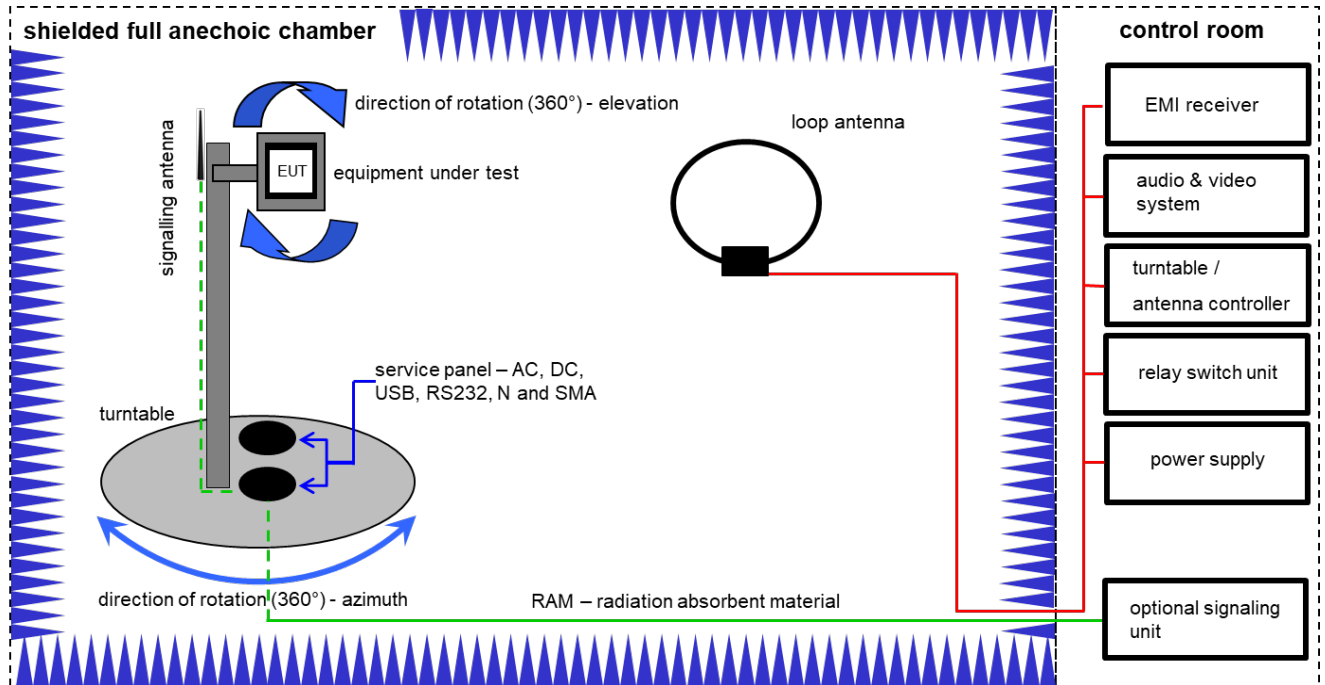 shielded full anechoic chamber
control room
direction of rotation (360°) - elevation
signalling antenna
EUT
equipment under test
loop antenna
EMI receiver
audio & video
system
turntable /
antenna controller
relay switch unit
power supply
service panel – AC, DC,
USB, RS232, N and SMA
turntable
direction of rotation (360°) - azimuth
RAM – radiation absorbent material
optional signaling
unit